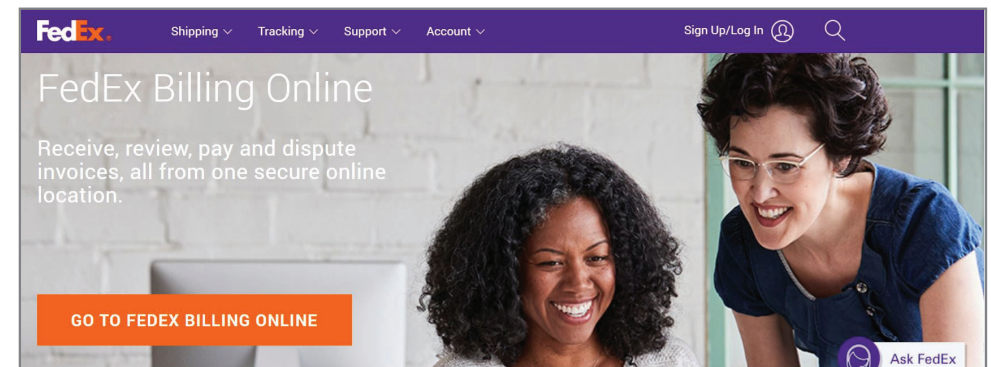 FedEx.
Shipping
Tracking
Support
Account
Sign Up/Log In
FedEx Billing Online
Receive, review, pay and dispute
invoices, all from one secure online
location.
GO TO FEDEX BILLING ONLINE
Ask FedEx